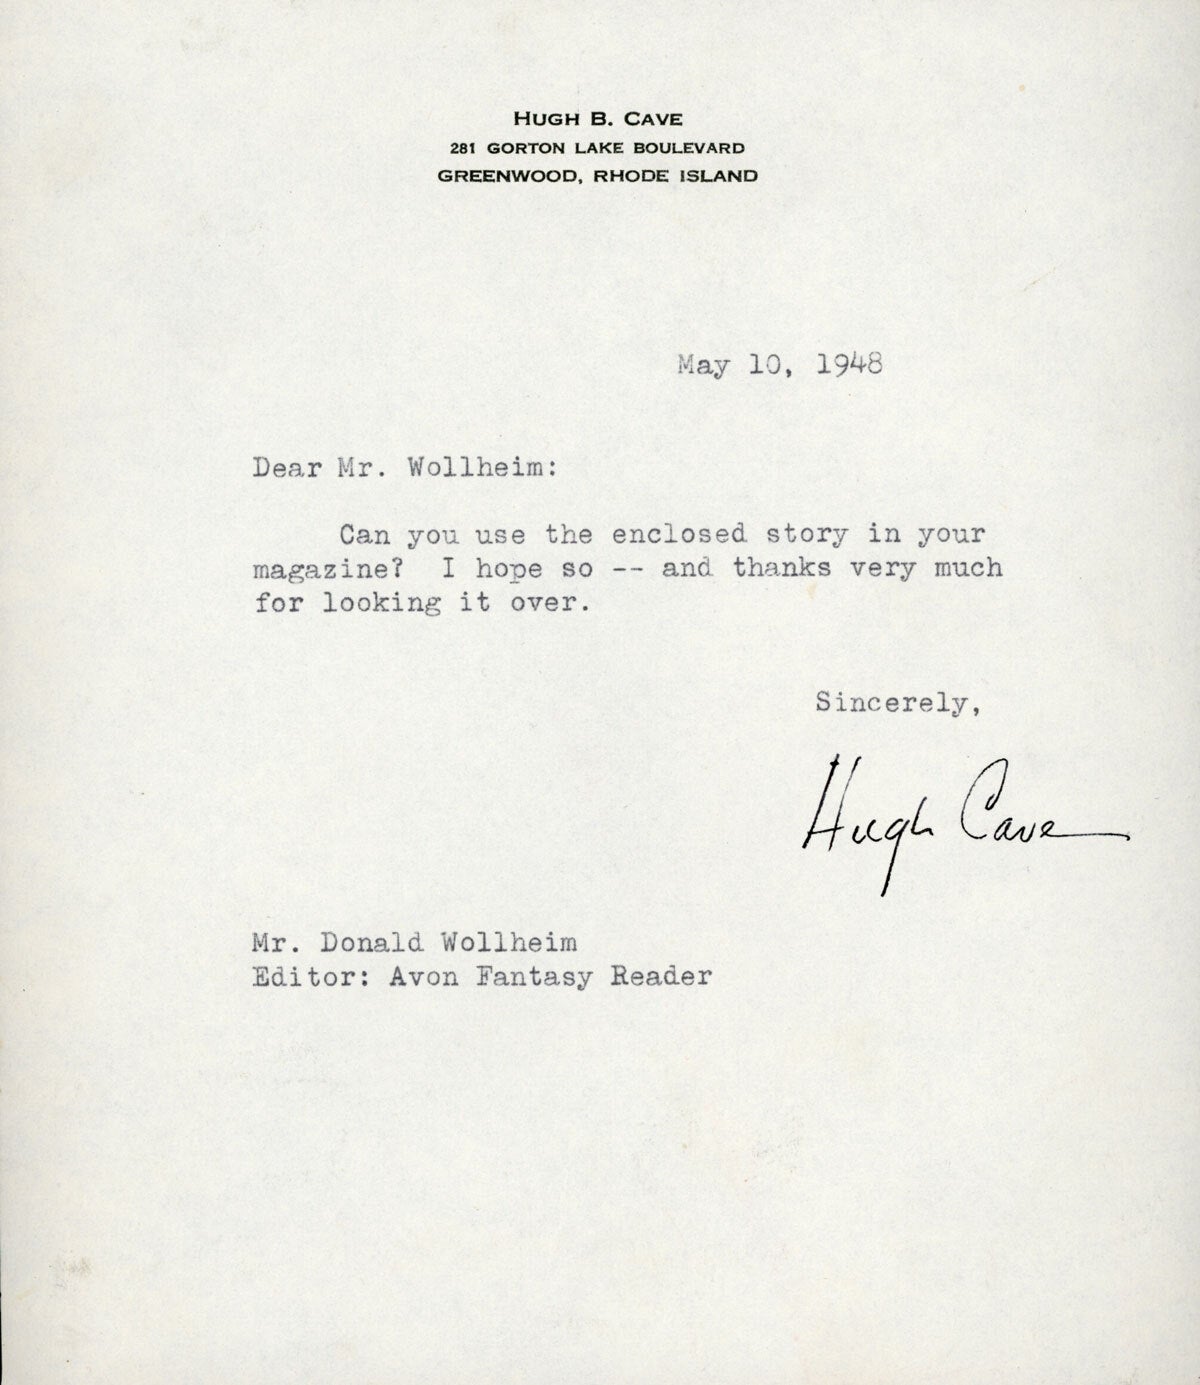 HUGH B. CAVE
281 GORTON LAKE BOULEVARD
GREENWOOD, RHODE ISLAND
May 10, 1948
Dear Mr. Wollheim:
Can you use the enclosed story in your
magazine?  I hope so -- and thanks very much
for looking it over.
Sincerely,
Hugh Cave
Mr. Donald Wollheim
Editor: Avon Fantasy Reader